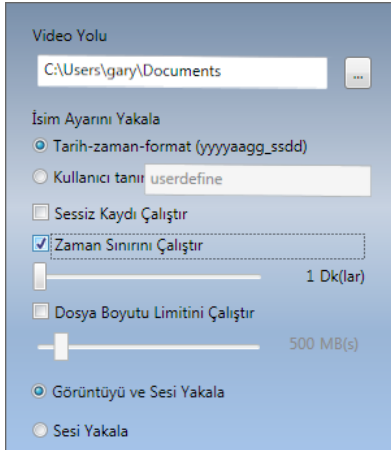 Video Yolu
C:\Users\gary\Documents
...
İsim Ayarını Yakala
Tarih-zaman-format (yyyyaagg_ssdd)
Kullanıcı userdefine
Sessiz Kaydı Çalıştır
Zaman Sınırını Çalıştır
1 Dk(lar)
Dosya Boyutu Limitini Çalıştır
500 MB(s)
Görüntüyü ve Sesi Yakala
Sesi Yakala